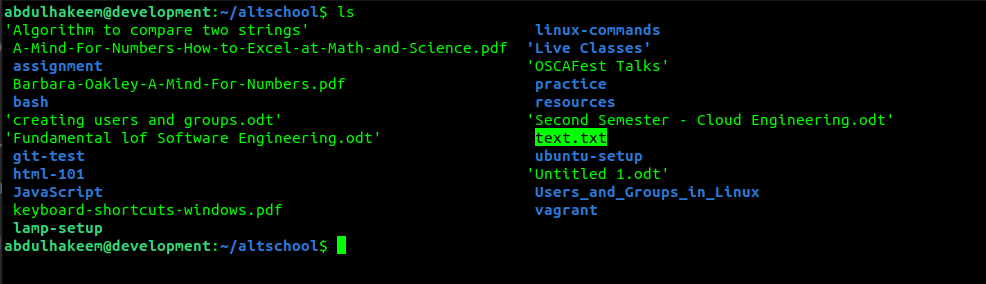 abdulhakeem@development:~/altschool$ ls
'Algorithm to compare two strings'                            linux-commands
 A-Mind-For-Numbers-How-to-Excel-at-Math-and-Science.pdf  'Live Classes'
 assignment                                                  'OSCAFest Talks'
 Barbara-Oakley-A-Mind-For-Numbers.pdf                        practice
 bash                                                         resources
'creating users and groups.odt'                              'Second Semester - Cloud Engineering.odt'
'Fundamental lof Software Engineering.odt'                    text.txt
 git-test                                                     ubuntu-setup
 html-101                                                    'Untitled 1.odt'
 JavaScript                                                   Users_and_Groups_in_Linux
 keyboard-shortcuts-windows.pdf                               vagrant
 lamp-setup
abdulhakeem@development:~/altschool$